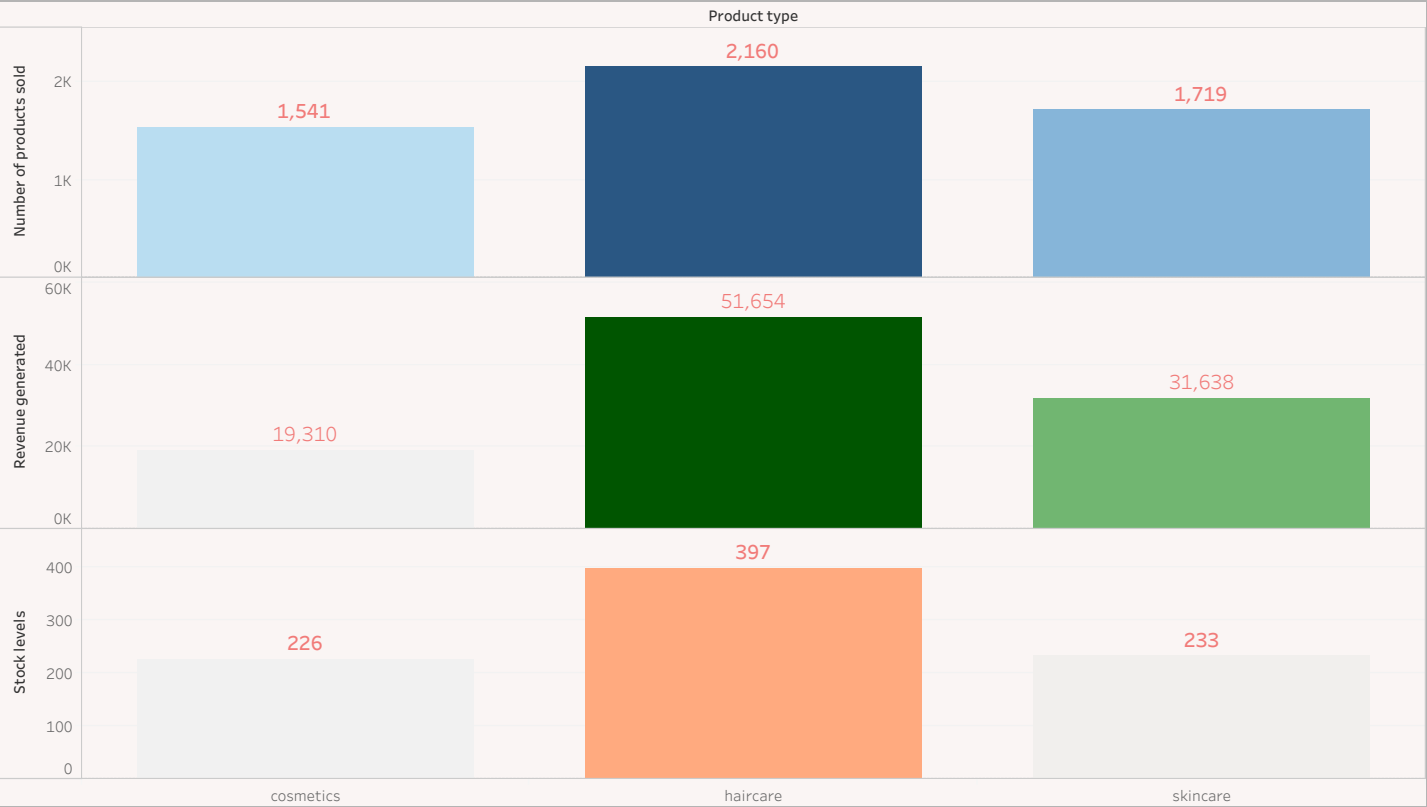 Product type
Number of products sold
2K
1K
0K
1,541
2,160
1,719
Revenue generated
60K
40K
20K
0K
19,310
51,654
31,638
Stock levels
400
300
200
100
0
226
397
233
cosmetics
haircare
skincare